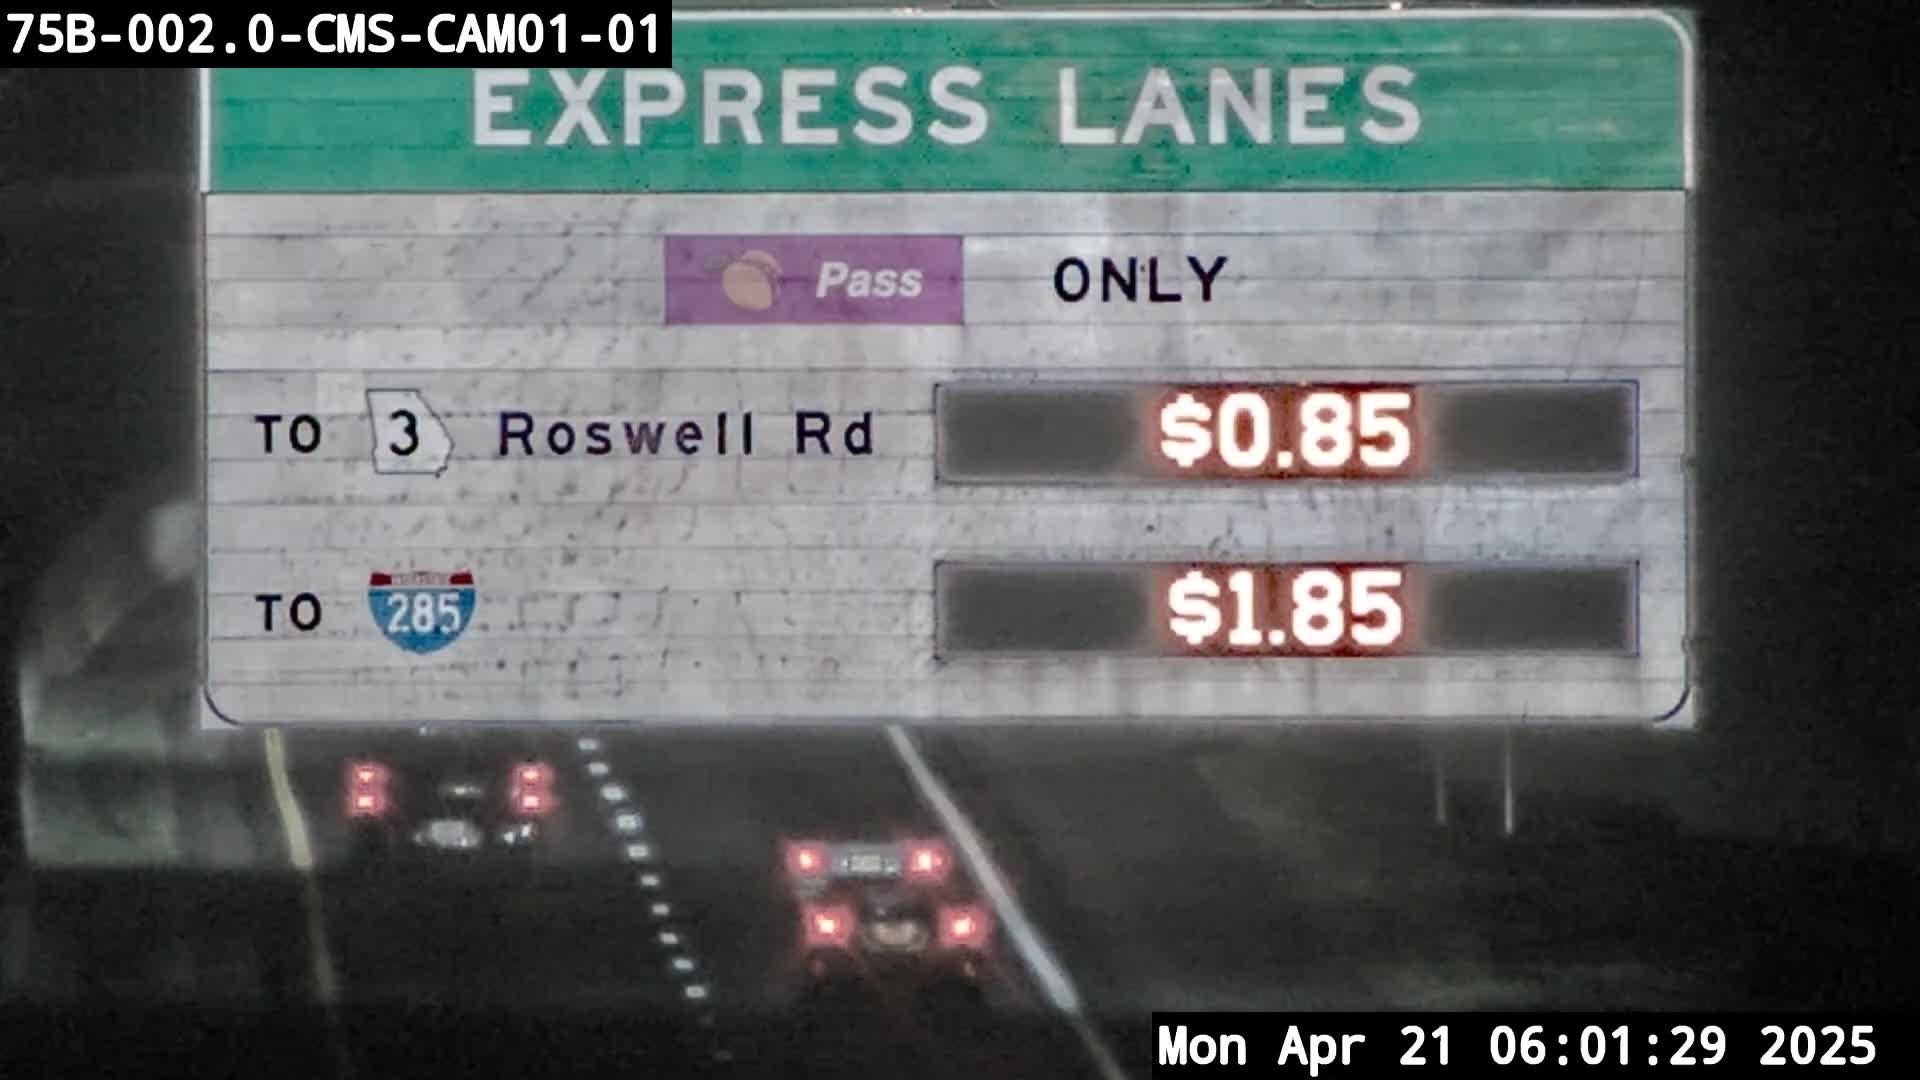 75B-002.0-CMS-CAM01-01
EXPRESS LANES
Pass ONLY
TO 3 Roswell Rd $0.85
TO 285 $1.85
Mon Apr 21 06:01:29 2025